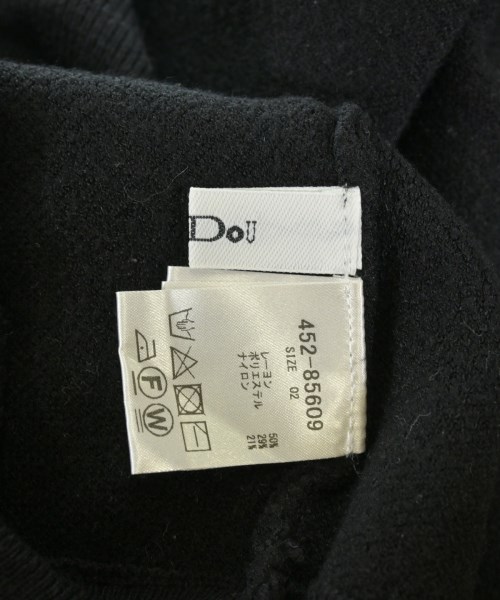 Dou
452-85609
SIZE 02
レーヨン 50%
ポリエステル 29%
ナイロン 21%
F
W